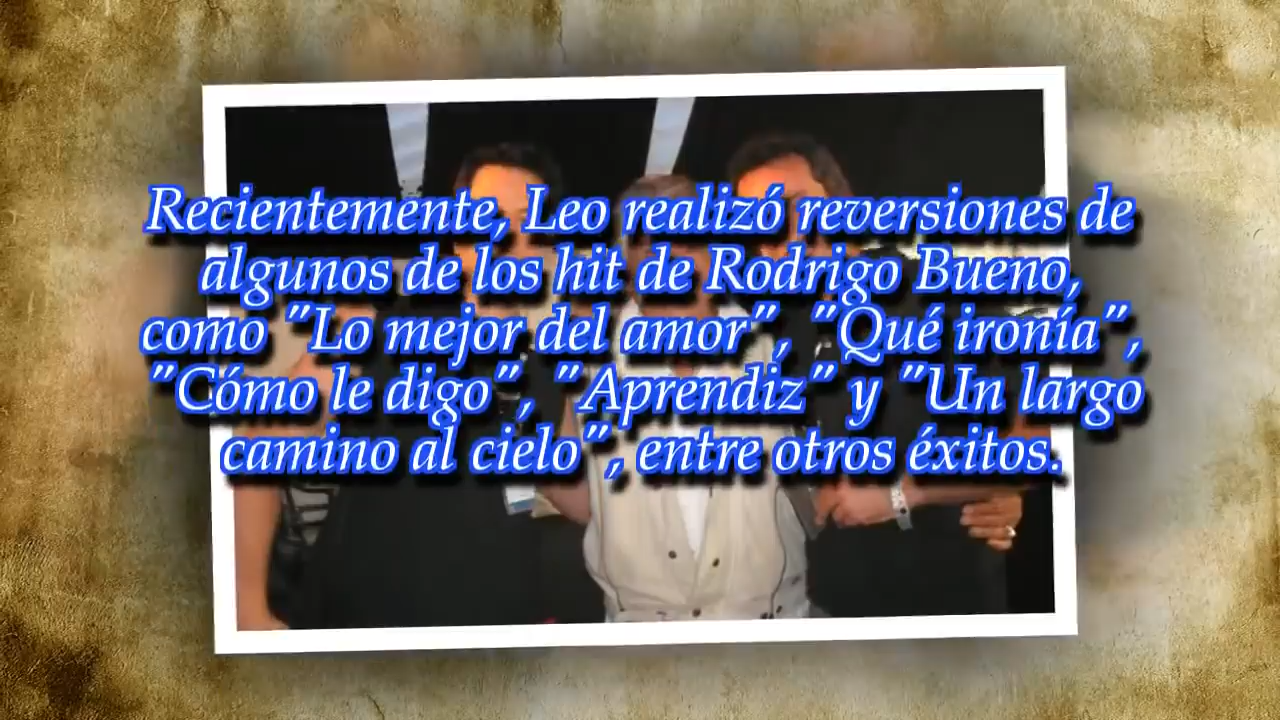 Recientemente, Leo realizó reversiones de
algunos de los hit de Rodrigo Bueno,
como "Lo mejor del amor", "Qué ironía",
"Cómo le digo", "Aprendiz" y "Un largo
camino al cielo", entre otros éxitos.